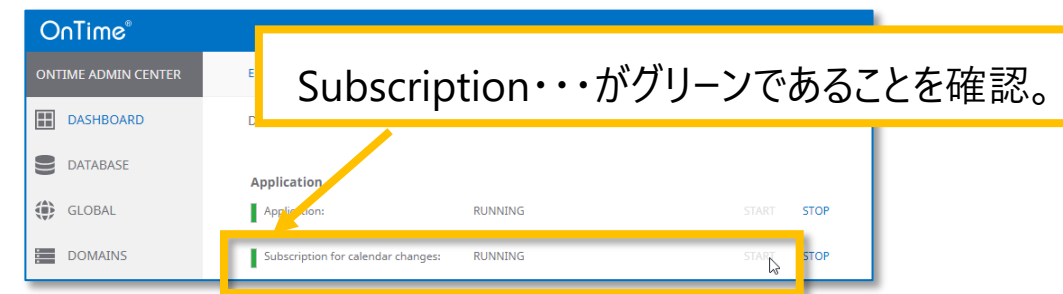 OnTime®
ONTIME ADMIN CENTER
E
Subscription・・・がグリーンであることを確認。
DASHBOARD
D
DATABASE
Application
GLOBAL
Application:
RUNNING
START
STOP
DOMAINS
Subscription for calendar changes:
RUNNING
START
STOP